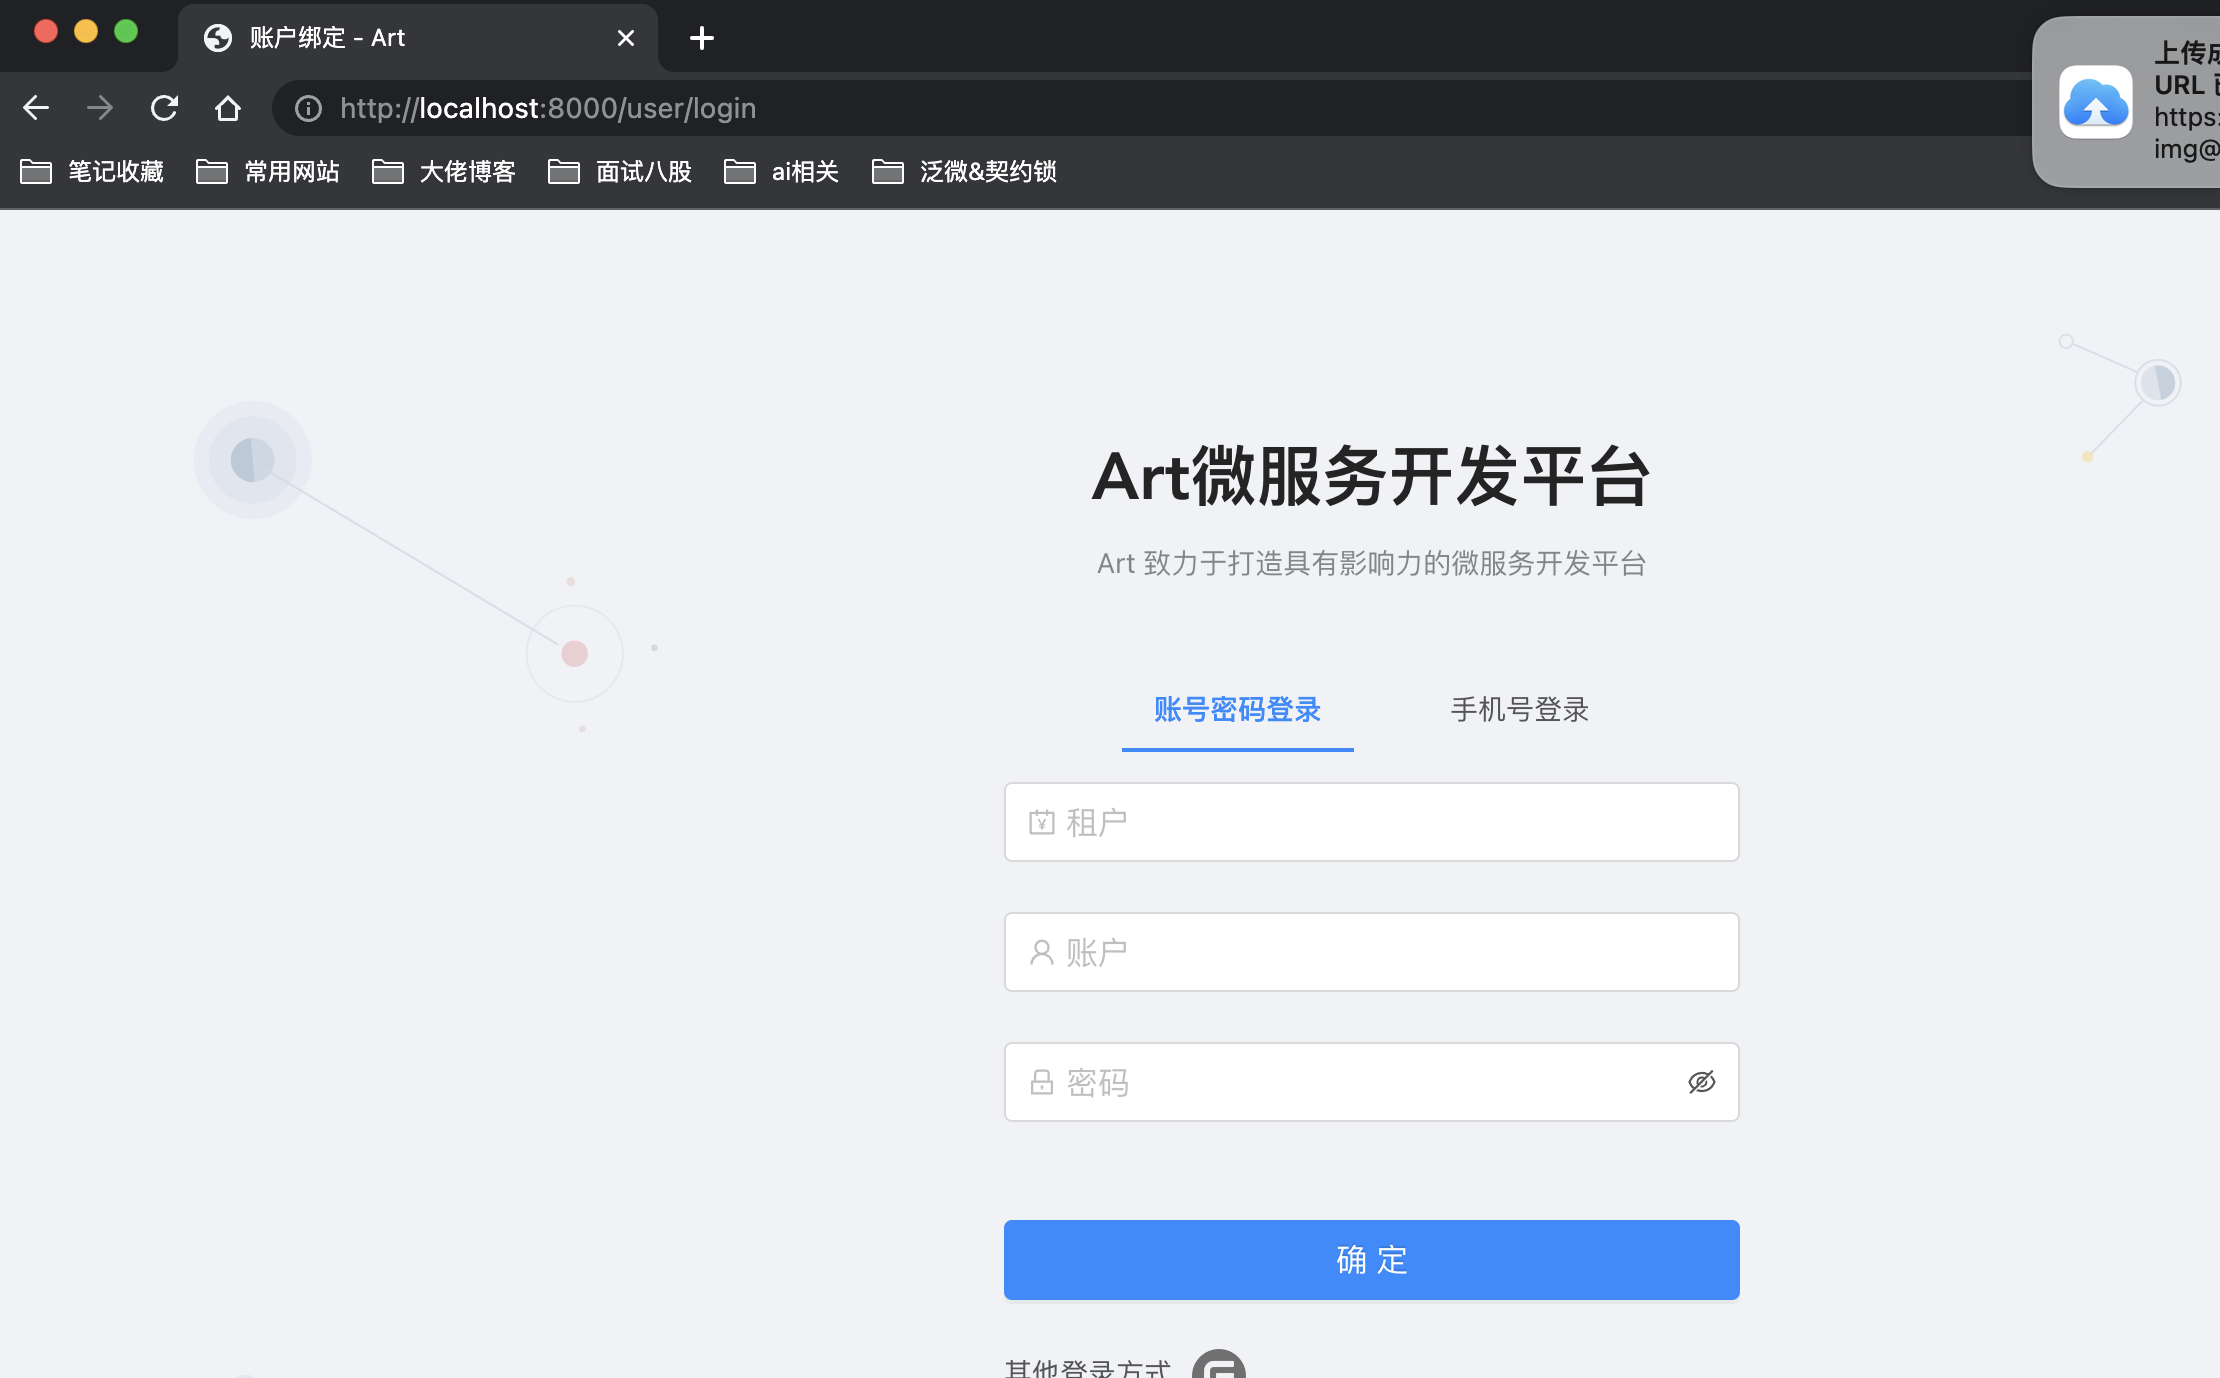 账户绑定 - Art
http://localhost:8000/user/login
上传成
URL 已
https:
img@
笔记收藏 常用网站 大佬博客 面试八股 ai相关 泛微&契约锁
Art微服务开发平台
Art 致力于打造具有影响力的微服务开发平台
账号密码登录 手机号登录
租户
账户
密码
确 定
其他登录方式